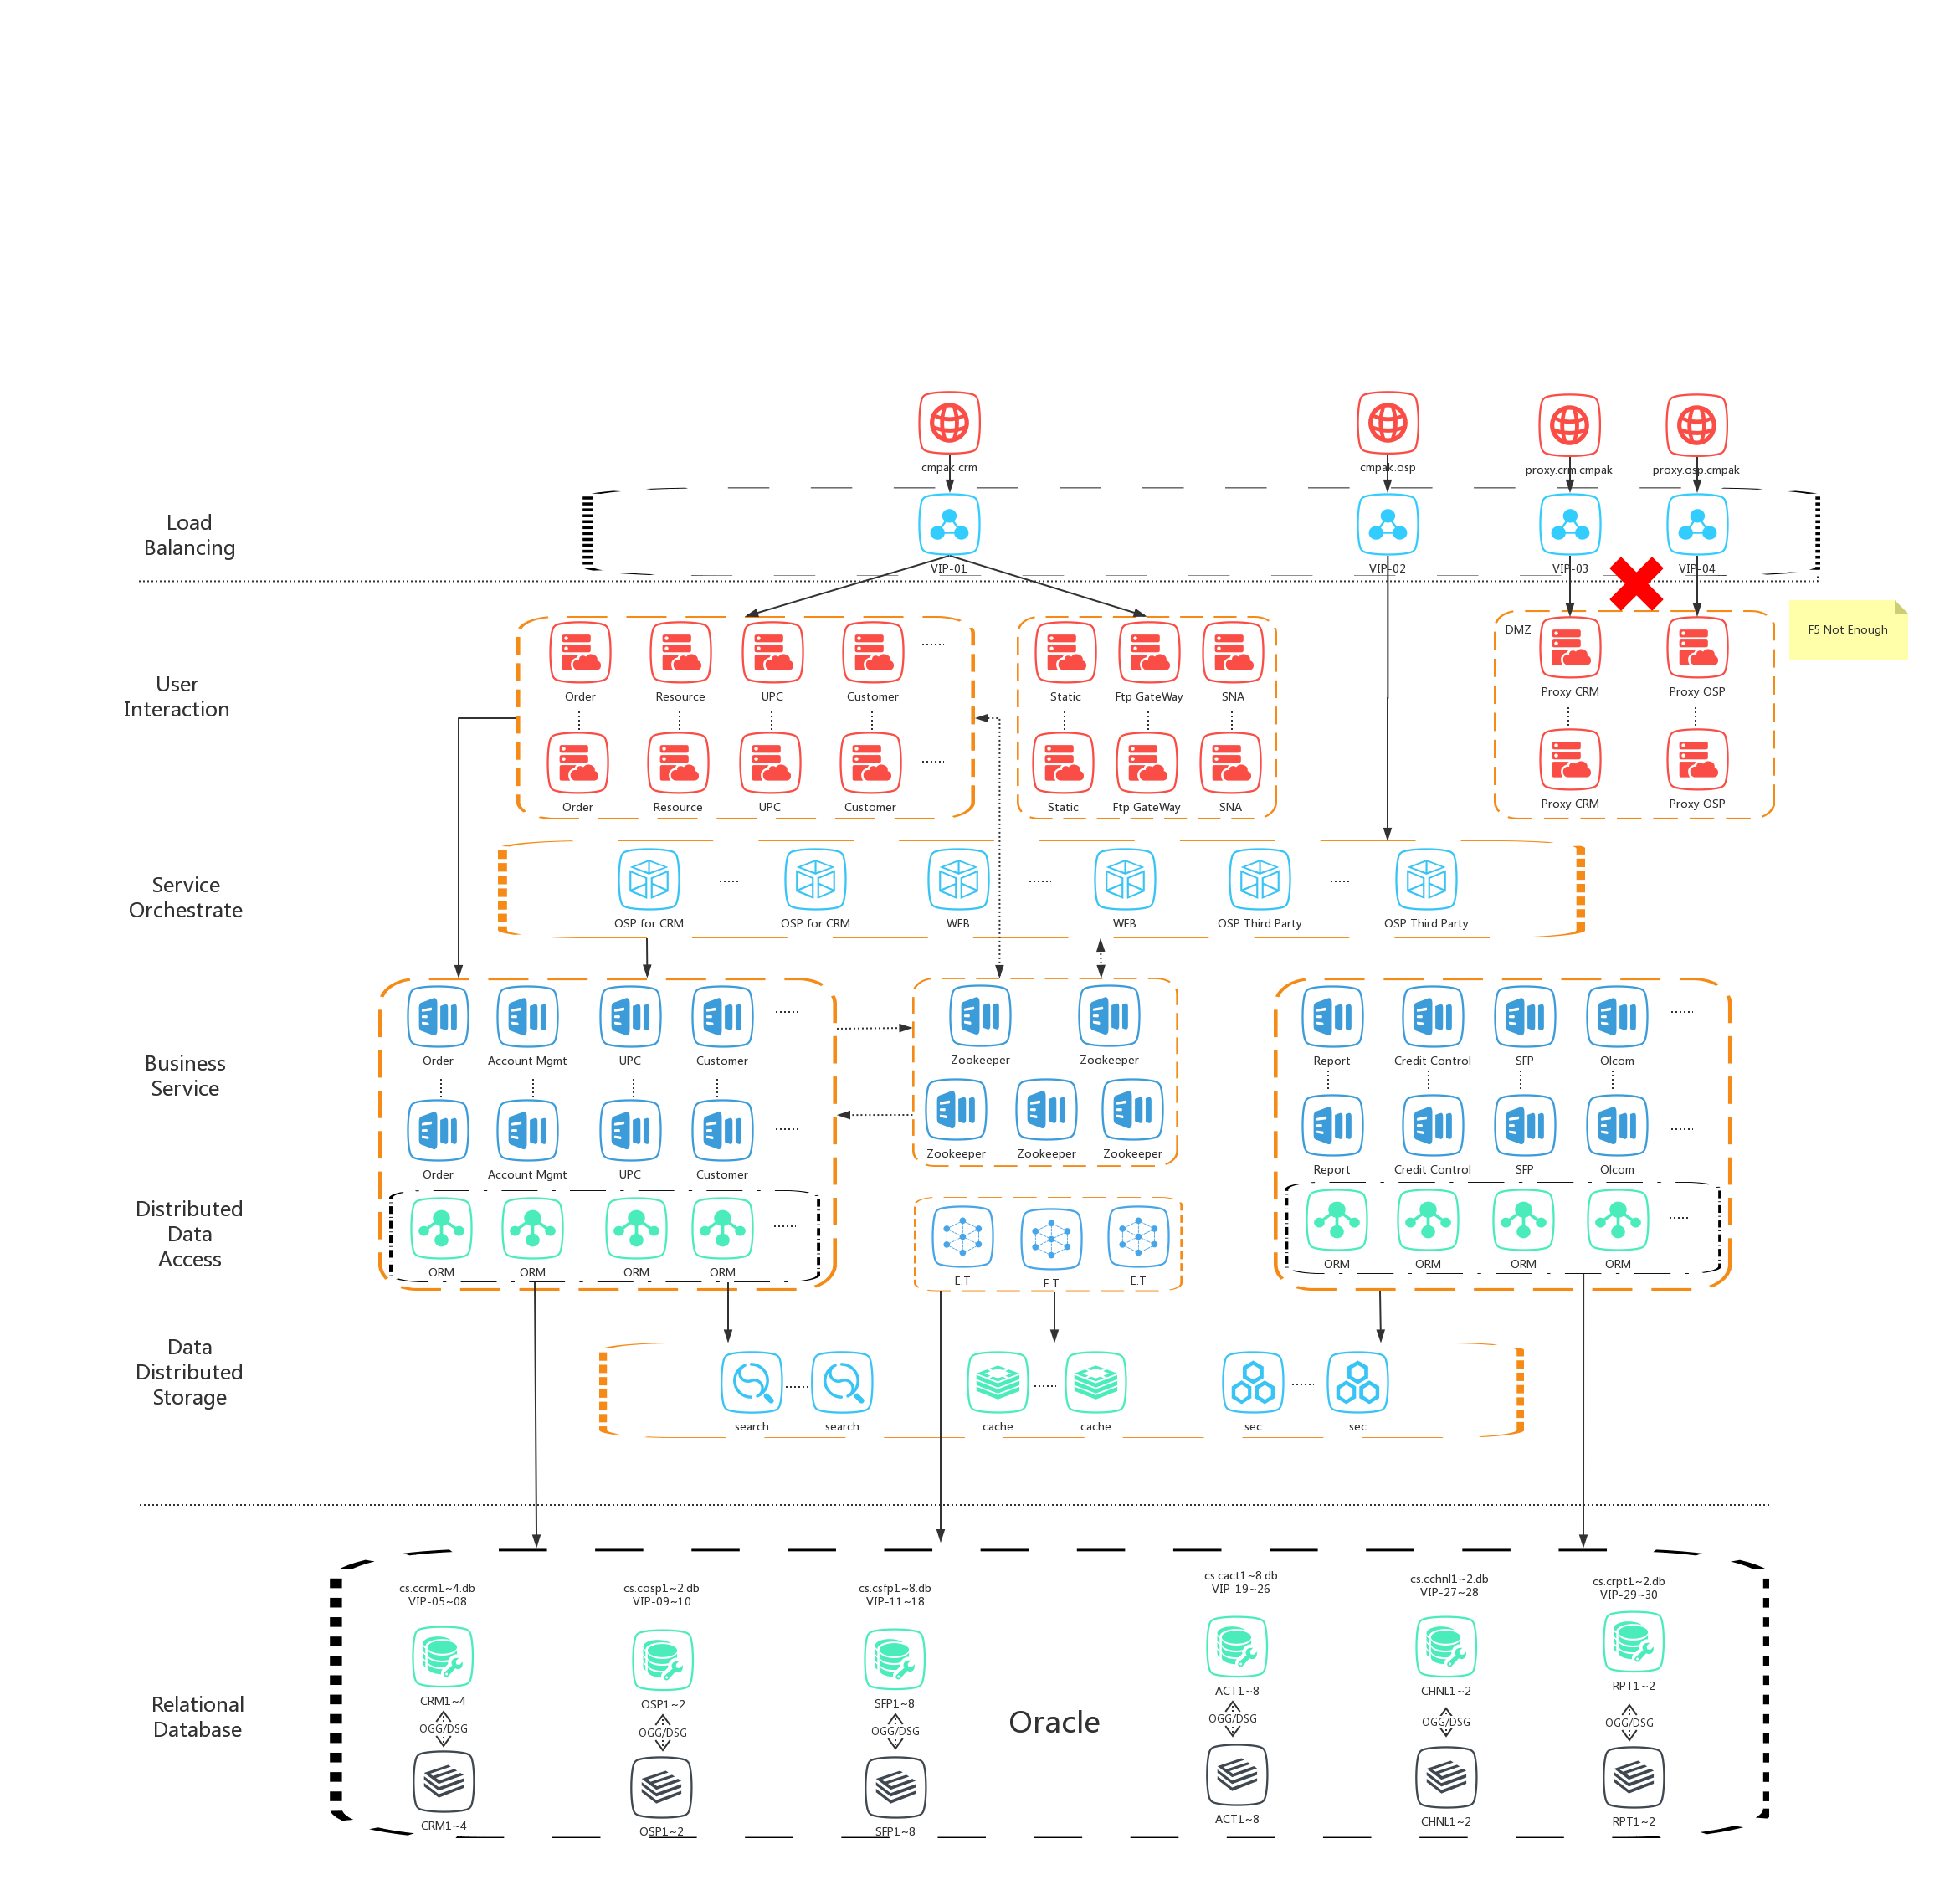 cmpak.crm
cmpak.osp
proxy.crm.cmpak
proxy.osp.cmpak
Load
Balancing
VIP-01
VIP-02
VIP-03
VIP-04
F5 Not Enough
DMZ
User
Interaction
Order
Resource
UPC
Customer
Static
Ftp GateWay
SNA
Proxy CRM
Proxy OSP
Order
Resource
UPC
Customer
Static
Ftp GateWay
SNA
Proxy CRM
Proxy OSP
Service
Orchestrate
OSP for CRM
OSP for CRM
WEB
WEB
OSP Third Party
OSP Third Party
Business
Service
Order
Account Mgmt
UPC
Customer
Zookeeper
Zookeeper
Report
Credit Control
SFP
Olcom
Order
Account Mgmt
UPC
Customer
Zookeeper
Zookeeper
Zookeeper
Report
Credit Control
SFP
Olcom
Distributed
Data
Access
ORM
ORM
ORM
ORM
E.T
E.T
E.T
ORM
ORM
ORM
ORM
Data
Distributed
Storage
search
search
cache
cache
sec
sec
cs.ccrm1~4.db
VIP-05~08
cs.cosp1~2.db
VIP-09~10
cs.csfp1~8.db
VIP-11~18
cs.cact1~8.db
VIP-19~26
cs.cchnl1~2.db
VIP-27~28
cs.crpt1~2.db
VIP-29~30
Relational
Database
CRM1~4
OSP1~2
SFP1~8
ACT1~8
CHNL1~2
RPT1~2
OGG/DSG
OGG/DSG
OGG/DSG
Oracle
OGG/DSG
OGG/DSG
OGG/DSG
CRM1~4
OSP1~2
SFP1~8
ACT1~8
CHNL1~2
RPT1~2